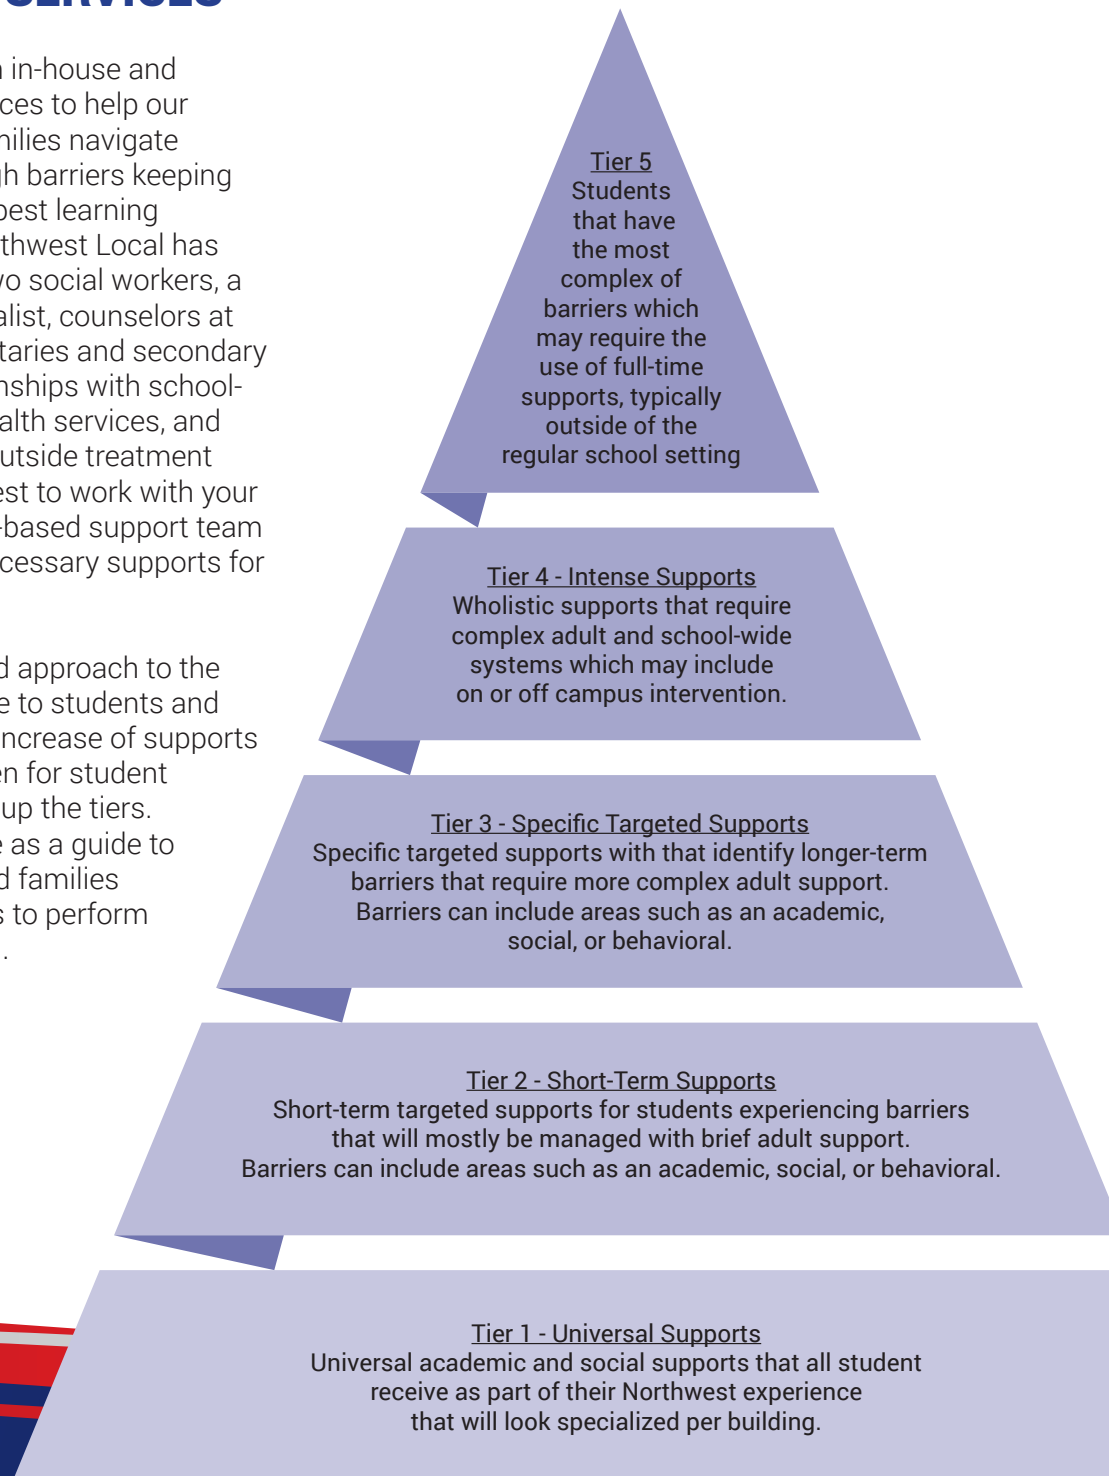 SERVICES
in-house and
ces to help our
nilies navigate
gh barriers keeping
best learning
thwest Local has
vo social workers, a
alist, counselors at
taries and secondary
nships with school-
alth services, and
utside treatment
est to work with your
-based support team
cessary supports for
d approach to the
e to students and
increase of supports
en for student
up the tiers.
e as a guide to
d families
s to perform
.
Tier 5
Students
that have
the most
complex of
barriers which
may require the
use of full-time
supports, typically
outside of the
regular school setting
Tier 4 - Intense Supports
Wholistic supports that require
complex adult and school-wide
systems which may include
on or off campus intervention.
Tier 3 - Specific Targeted Supports
Specific targeted supports with that identify longer-term
barriers that require more complex adult support.
Barriers can include areas such as an academic,
social, or behavioral.
Tier 2 - Short-Term Supports
Short-term targeted supports for students experiencing barriers
that will mostly be managed with brief adult support.
Barriers can include areas such as an academic, social, or behavioral.
Tier 1 - Universal Supports
Universal academic and social supports that all student
receive as part of their Northwest experience
that will look specialized per building.